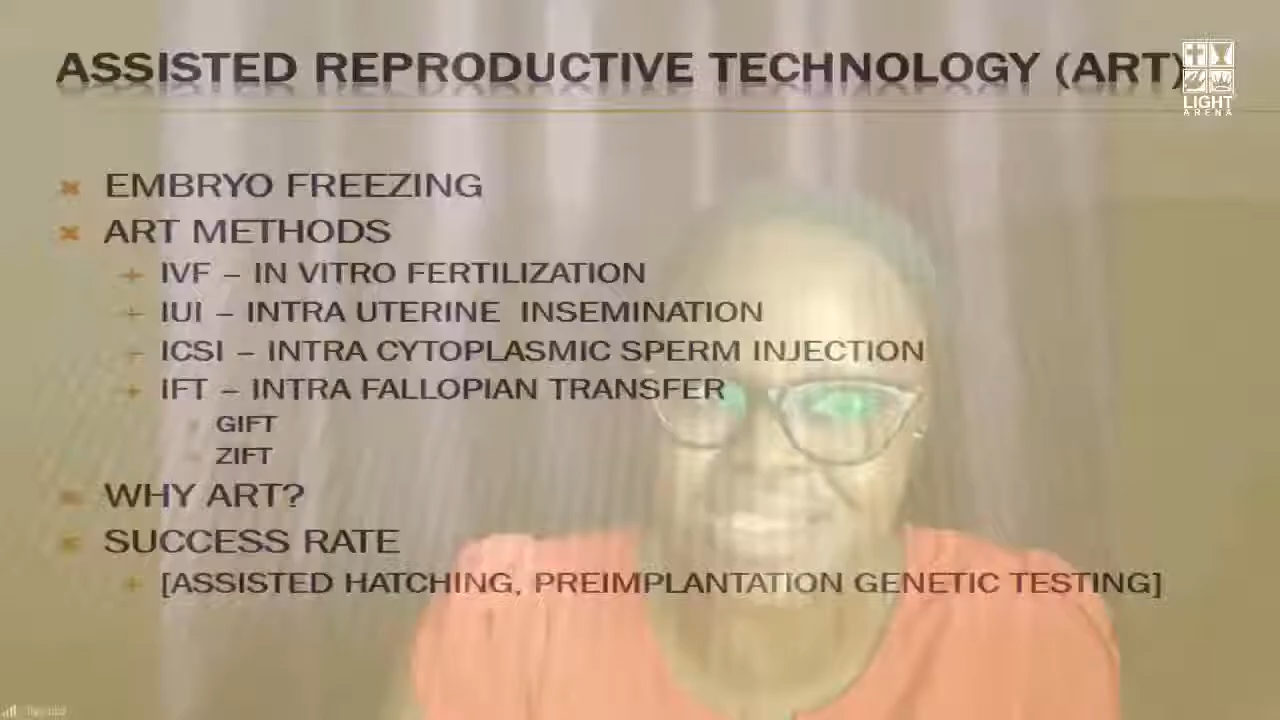 ASSISTED REPRODUCTIVE TECHNOLOGY (ART)
LIGHT
ARENA
EMBRYO FREEZING
ART METHODS
IVF – IN VITRO FERTILIZATION
IUI – INTRA UTERINE INSEMINATION
ICSI – INTRA CYTOPLASMIC SPERM INJECTION
IFT – INTRA FALLOPIAN TRANSFER
GIFT
ZIFT
WHY ART?
SUCCESS RATE
[ASSISTED HATCHING, PREIMPLANTATION GENETIC TESTING]